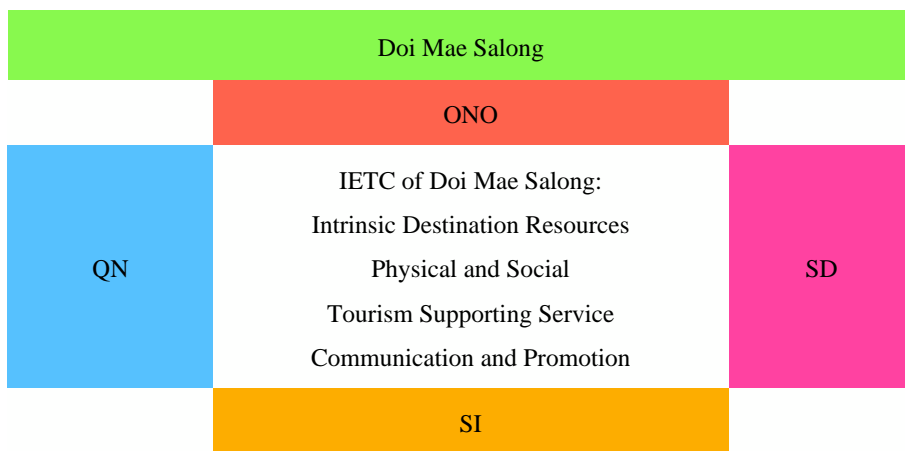 Doi Mae Salong
ONO
IETC of Doi Mae Salong:
Intrinsic Destination Resources
QN
Physical and Social
SD
Tourism Supporting Service
Communication and Promotion
SI